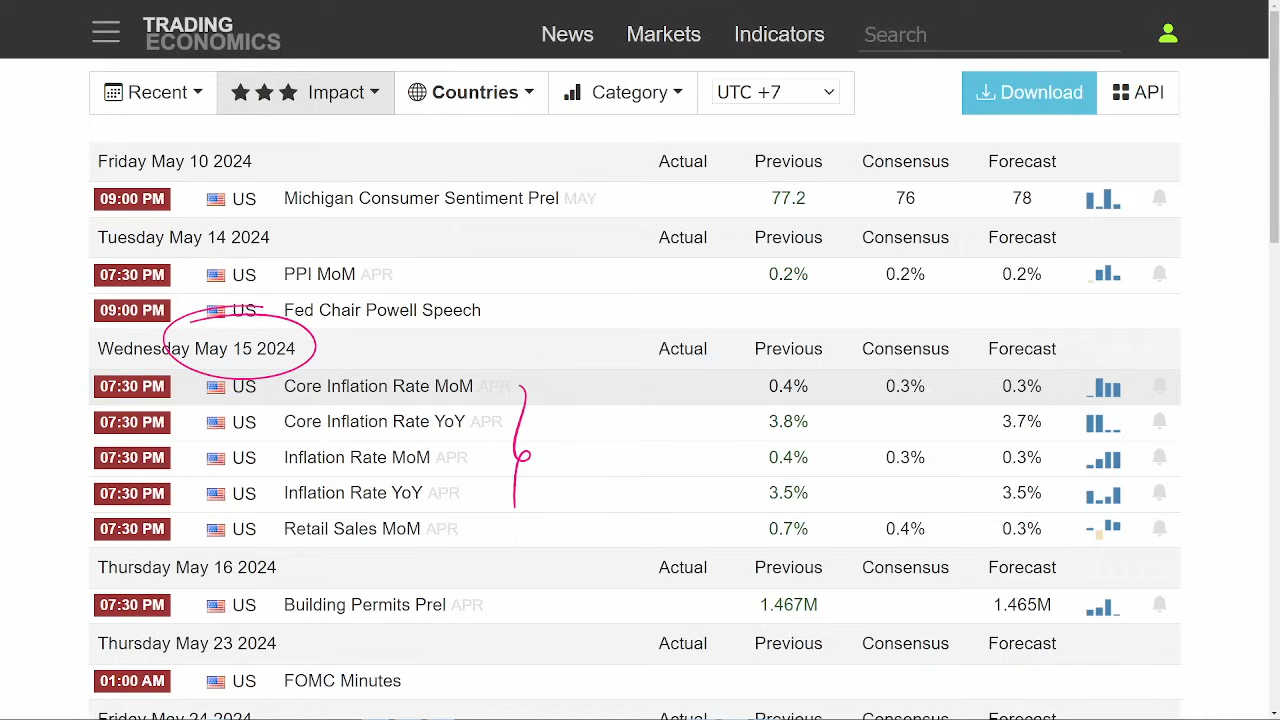 TRADING
ECONOMICS
News Markets Indicators Search
Recent Impact Countries Category UTC +7 Download API
Friday May 10 2024 Actual Previous Consensus Forecast
09:00 PM US Michigan Consumer Sentiment Prel MAY 77.2 76 78
Tuesday May 14 2024 Actual Previous Consensus Forecast
07:30 PM US PPI MoM APR 0.2% 0.2% 0.2%
09:00 PM US Fed Chair Powell Speech
Wednesday May 15 2024 Actual Previous Consensus Forecast
07:30 PM US Core Inflation Rate MoM APR 0.4% 0.3% 0.3%
07:30 PM US Core Inflation Rate YoY APR 3.8% 3.7%
07:30 PM US Inflation Rate MoM APR 0.4% 0.3% 0.3%
07:30 PM US Inflation Rate YoY APR 3.5% 3.5%
07:30 PM US Retail Sales MoM APR 0.7% 0.4% 0.3%
Thursday May 16 2024 Actual Previous Consensus Forecast
07:30 PM US Building Permits Prel APR 1.467M 1.465M
Thursday May 23 2024 Actual Previous Consensus Forecast
01:00 AM US FOMC Minutes
Friday May 24 2024 Actual Previous Consensus Forecast